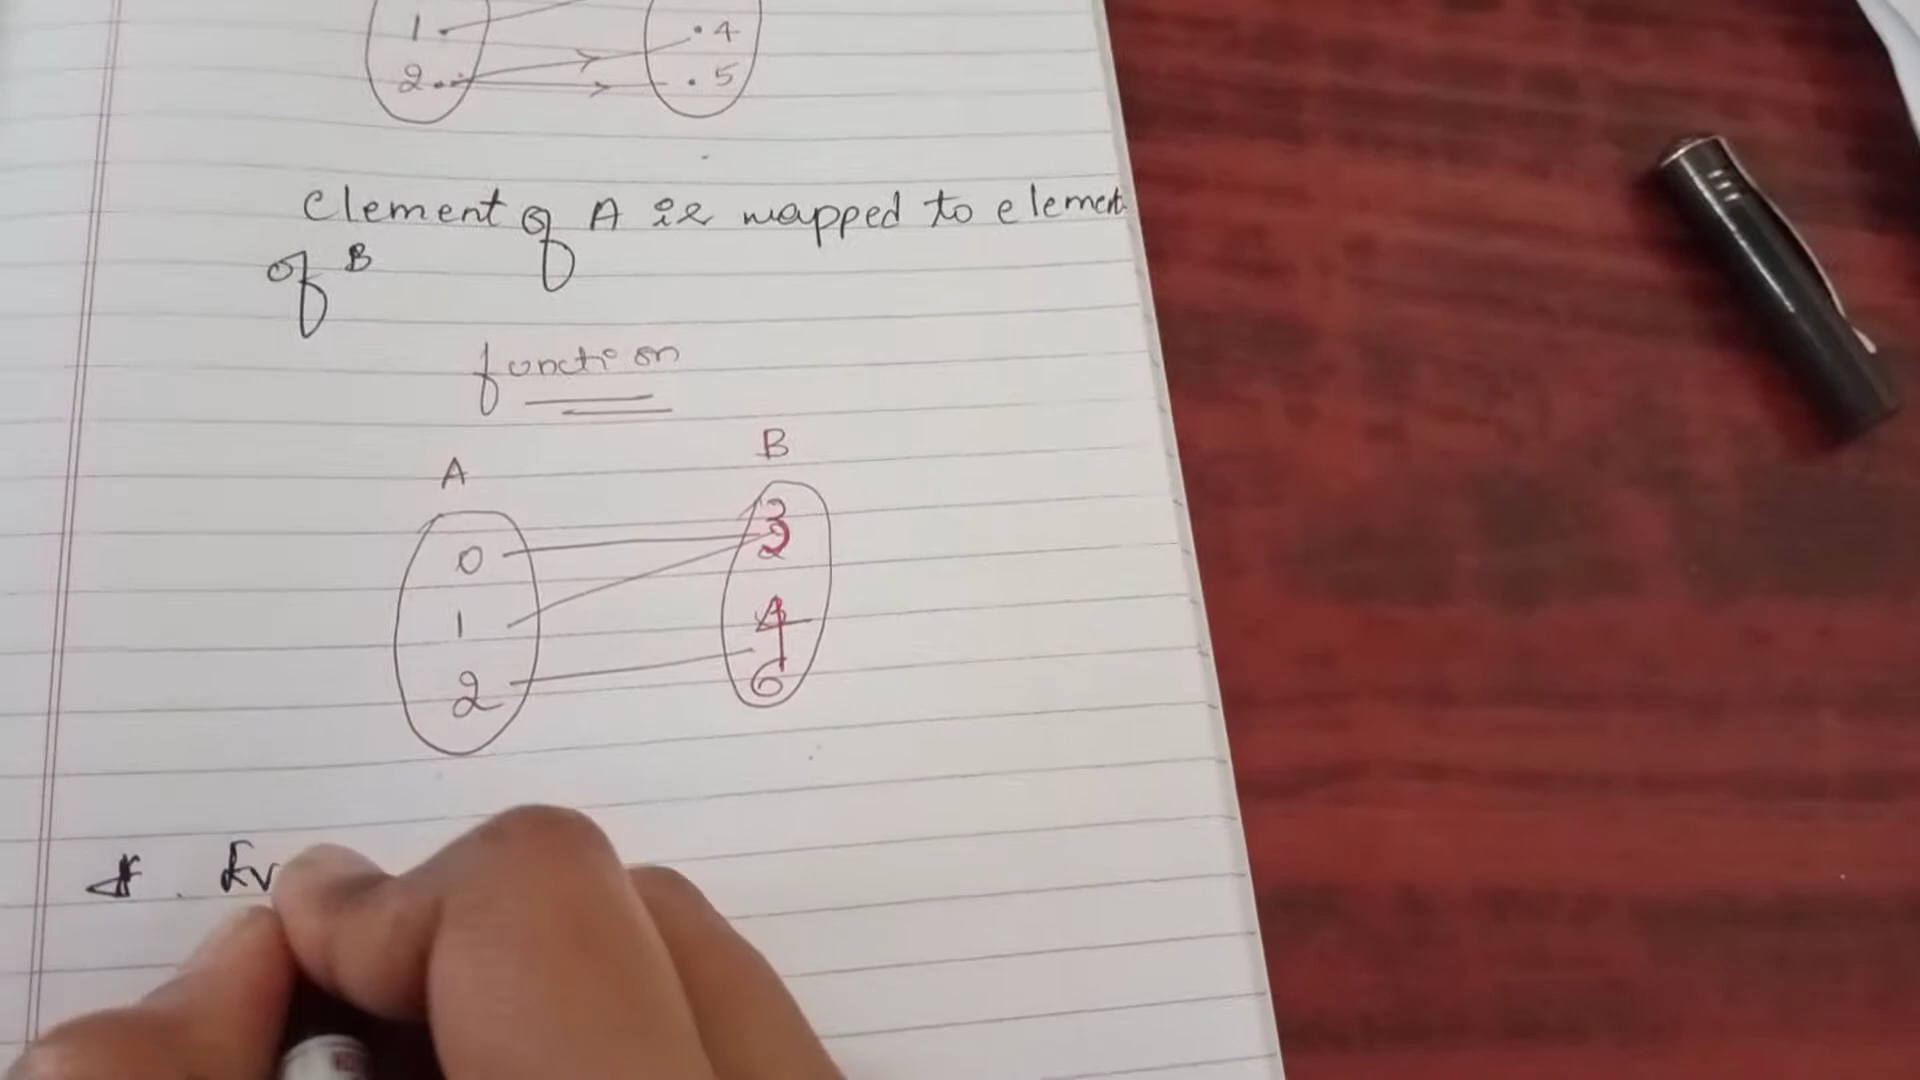 1 . . 4
2 . . 5
Element of A is mapped to element
of B
function
A B
0 3
1 4
2 6
Ev